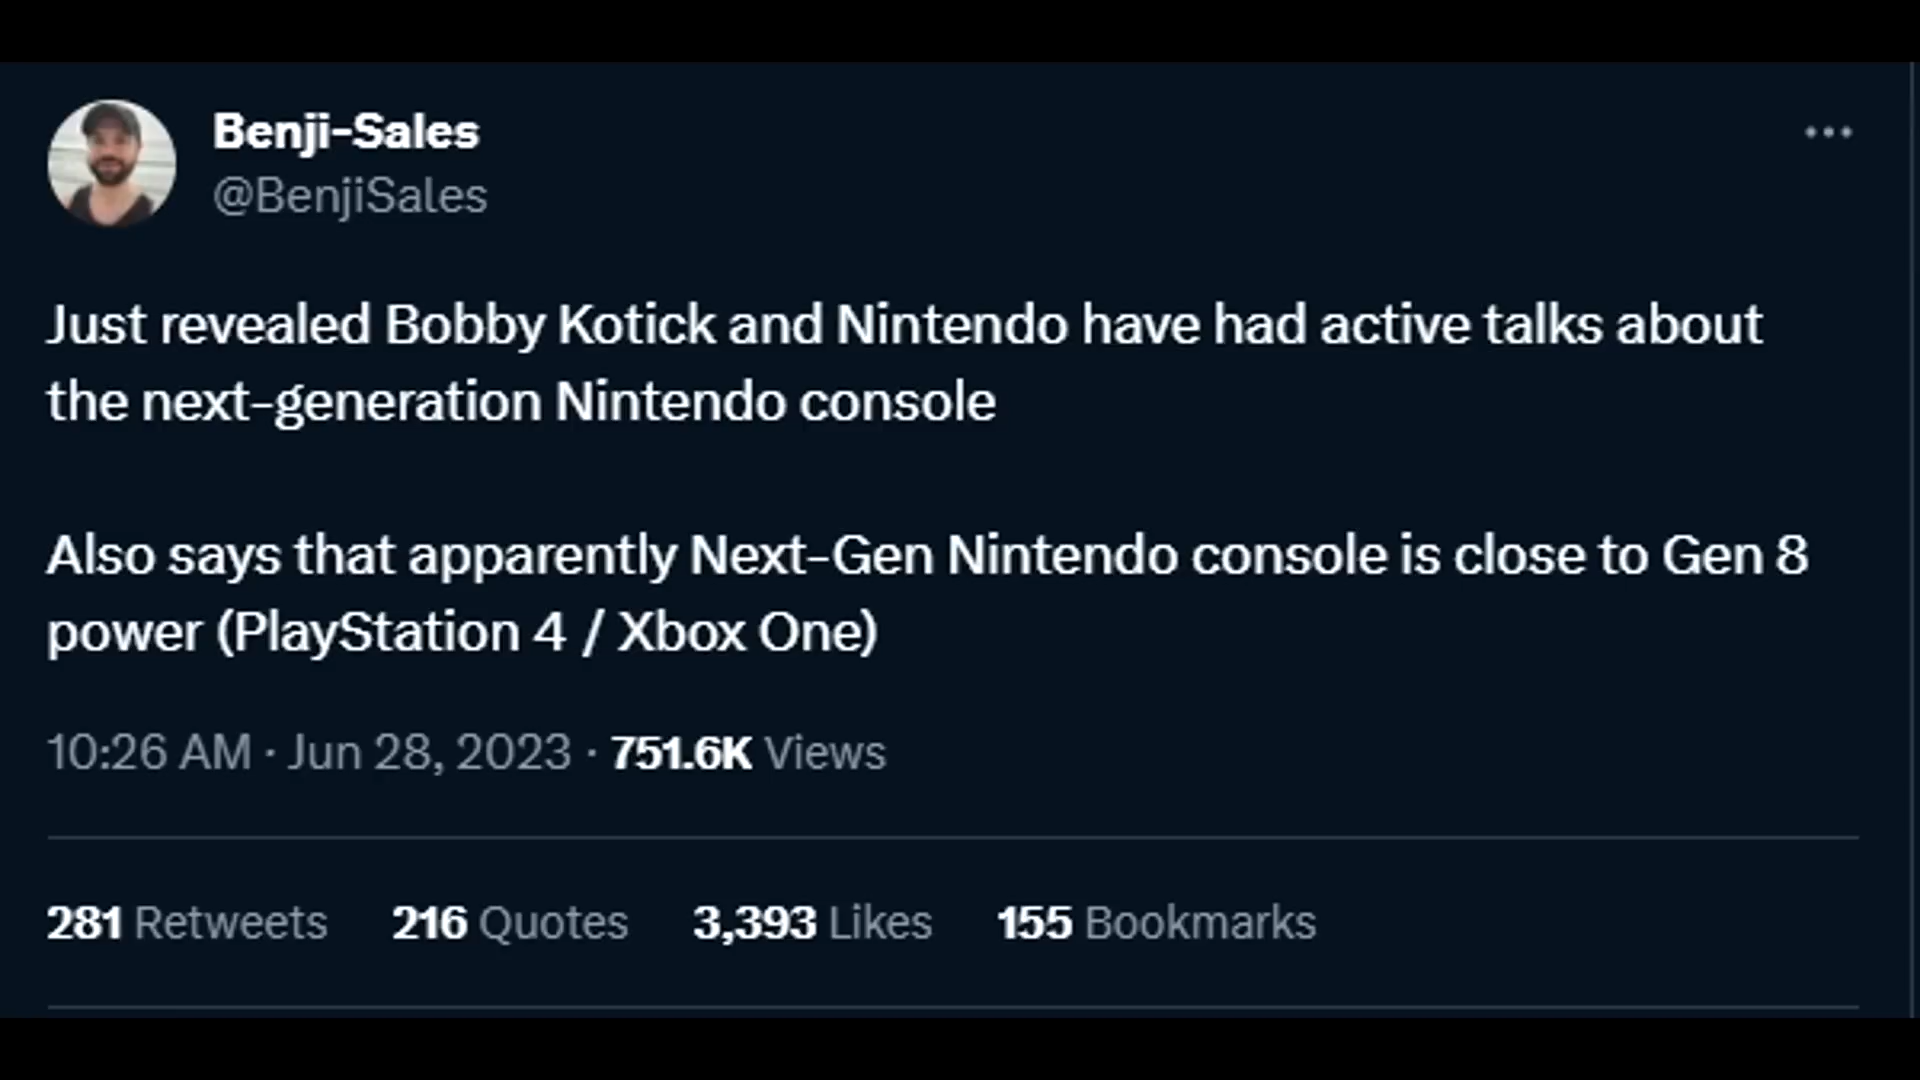 Benji-Sales
@BenjiSales
Just revealed Bobby Kotick and Nintendo have had active talks about
the next-generation Nintendo console
Also says that apparently Next-Gen Nintendo console is close to Gen 8
power (PlayStation 4 / Xbox One)
10:26 AM · Jun 28, 2023 · 751.6K Views
281 Retweets 216 Quotes 3,393 Likes 155 Bookmarks